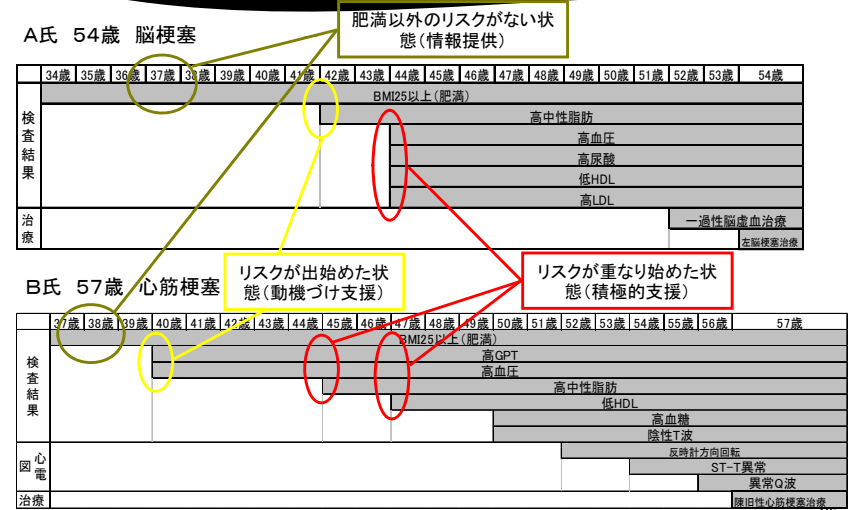 肥満以外のリスクがない状
態(情報提供)
A氏 54歳 脳梗塞
34歳 35歳 36歳 37歳 38歳 39歳 40歳 41歳 42歳 43歳 44歳 45歳 46歳 47歳 48歳 49歳 50歳 51歳 52歳 53歳 54歳
検査結果
BMI25以上(肥満)
高中性脂肪
高血圧
高尿酸
低HDL
高LDL
治療
一過性脳虚血治療
左脳梗塞治療
リスクが出始めた状
態(動機づけ支援)
リスクが重なり始めた状
態(積極的支援)
B氏 57歳 心筋梗塞
37歳 38歳 39歳 40歳 41歳 42歳 43歳 44歳 45歳 46歳 47歳 48歳 49歳 50歳 51歳 52歳 53歳 54歳 55歳 56歳 57歳
検査結果
BMI25以上(肥満)
高GPT
高血圧
高中性脂肪
低HDL
高血糖
陰性T波
心電図
反時計方向回転
ST-T異常
異常Q波
治療
陳旧性心筋梗塞治療